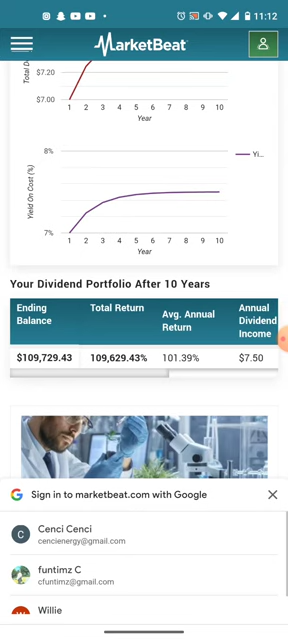 11:12
MarketBeat
Total D
$7.20
$7.00
1 2 3 4 5 6 7 8 9 10
Year
8%
Yield On Cost (%)
7%
Yi...
1 2 3 4 5 6 7 8 9 10
Year
Your Dividend Portfolio After 10 Years
Ending Balance Total Return Avg. Annual Return Annual Dividend Income
$109,729.43 109,629.43% 101.39% $7.50
Sign in to marketbeat.com with Google
C Cenci Cenci
cencienergy@gmail.com
funtimz C
cfuntimz@gmail.com
Willie